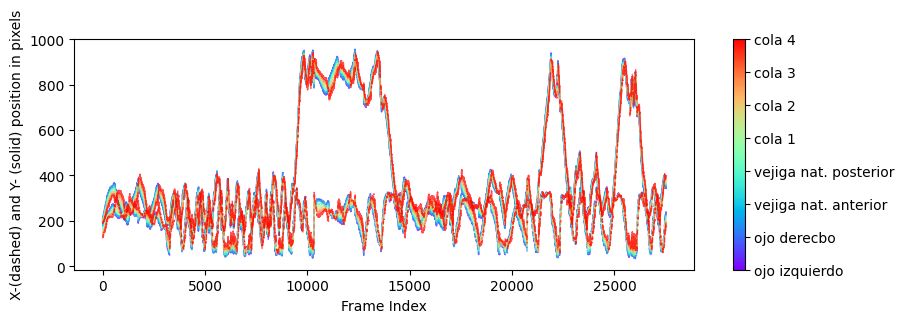 X-(dashed) and Y- (solid) position in pixels
1000
800
600
400
200
0
0
5000
10000
15000
20000
25000
Frame Index
cola 4
cola 3
cola 2
cola 1
vejiga nat. posterior
vejiga nat. anterior
ojo derecbo
ojo izquierdo